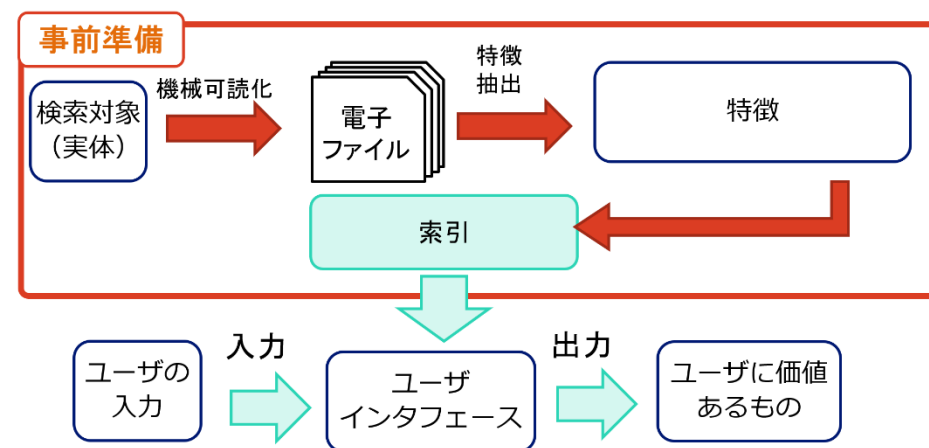 事前準備
検索対象
（実体）
機械可読化
電子
ファイル
特徴
抽出
特徴
索引
ユーザの
入力
入力
ユーザ
インタフェース
出力
ユーザに価値
あるもの